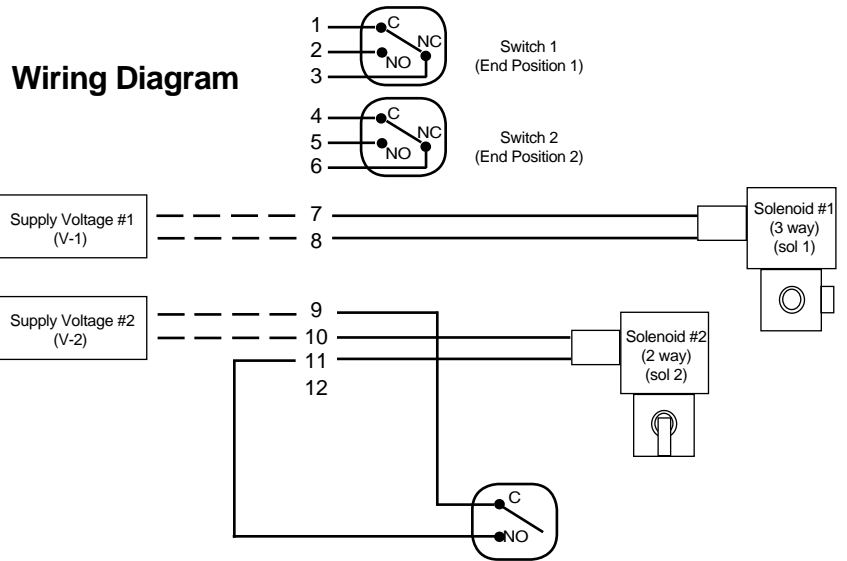 Wiring Diagram
1
2
3
C
NC
NO
Switch 1
(End Position 1)
4
5
6
C
NC
NO
Switch 2
(End Position 2)
Supply Voltage #1
(V-1)
7
8
Solenoid #1
(3 way)
(sol 1)
Supply Voltage #2
(V-2)
9
10
11
12
Solenoid #2
(2 way)
(sol 2)
C
NO